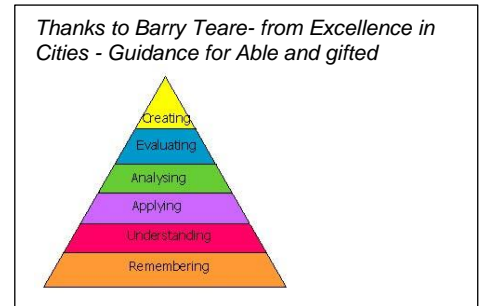 Thanks to Barry Teare- from Excellence in
Cities - Guidance for Able and gifted
Creating
Evaluating
Analysing
Applying
Understanding
Remembering